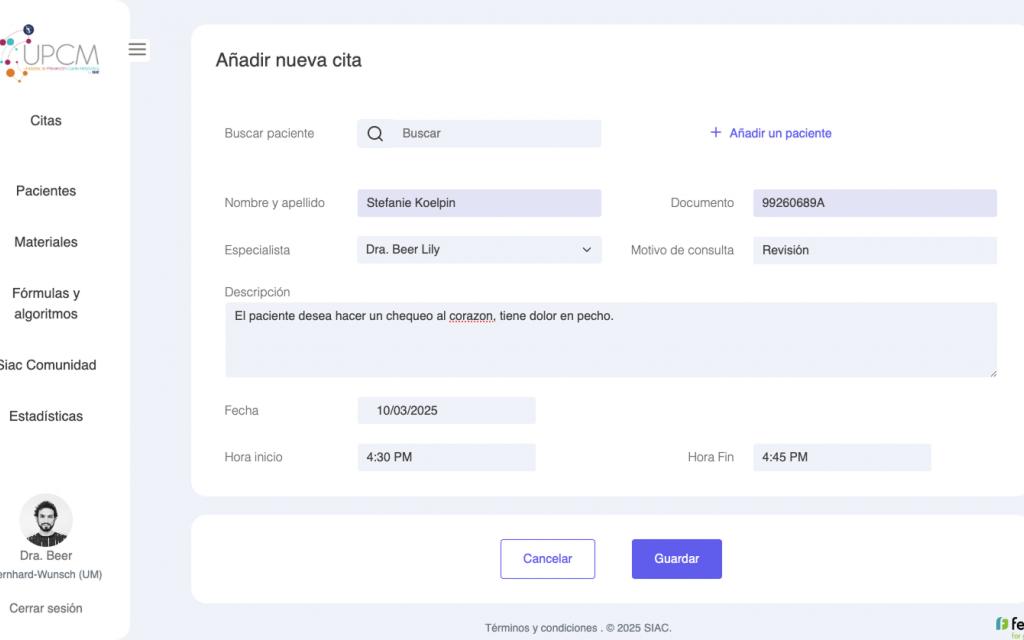 UPCM
Citas
Pacientes
Materiales
Fórmulas y
algoritmos
Siac Comunidad
Estadísticas
Dra. Beer
ernhard-Wunsch (UM)
Cerrar sesión
Añadir nueva cita
Buscar paciente
Buscar
+ Añadir un paciente
Nombre y apellido
Stefanie Koelpin
Documento
99260689A
Especialista
Dra. Beer Lily
Motivo de consulta
Revisión
Descripción
El paciente desea hacer un chequeo al corazon, tiene dolor en pecho.
Fecha
10/03/2025
Hora inicio
4:30 PM
Hora Fin
4:45 PM
Cancelar
Guardar
Términos y condiciones . © 2025 SIAC.
fe
for